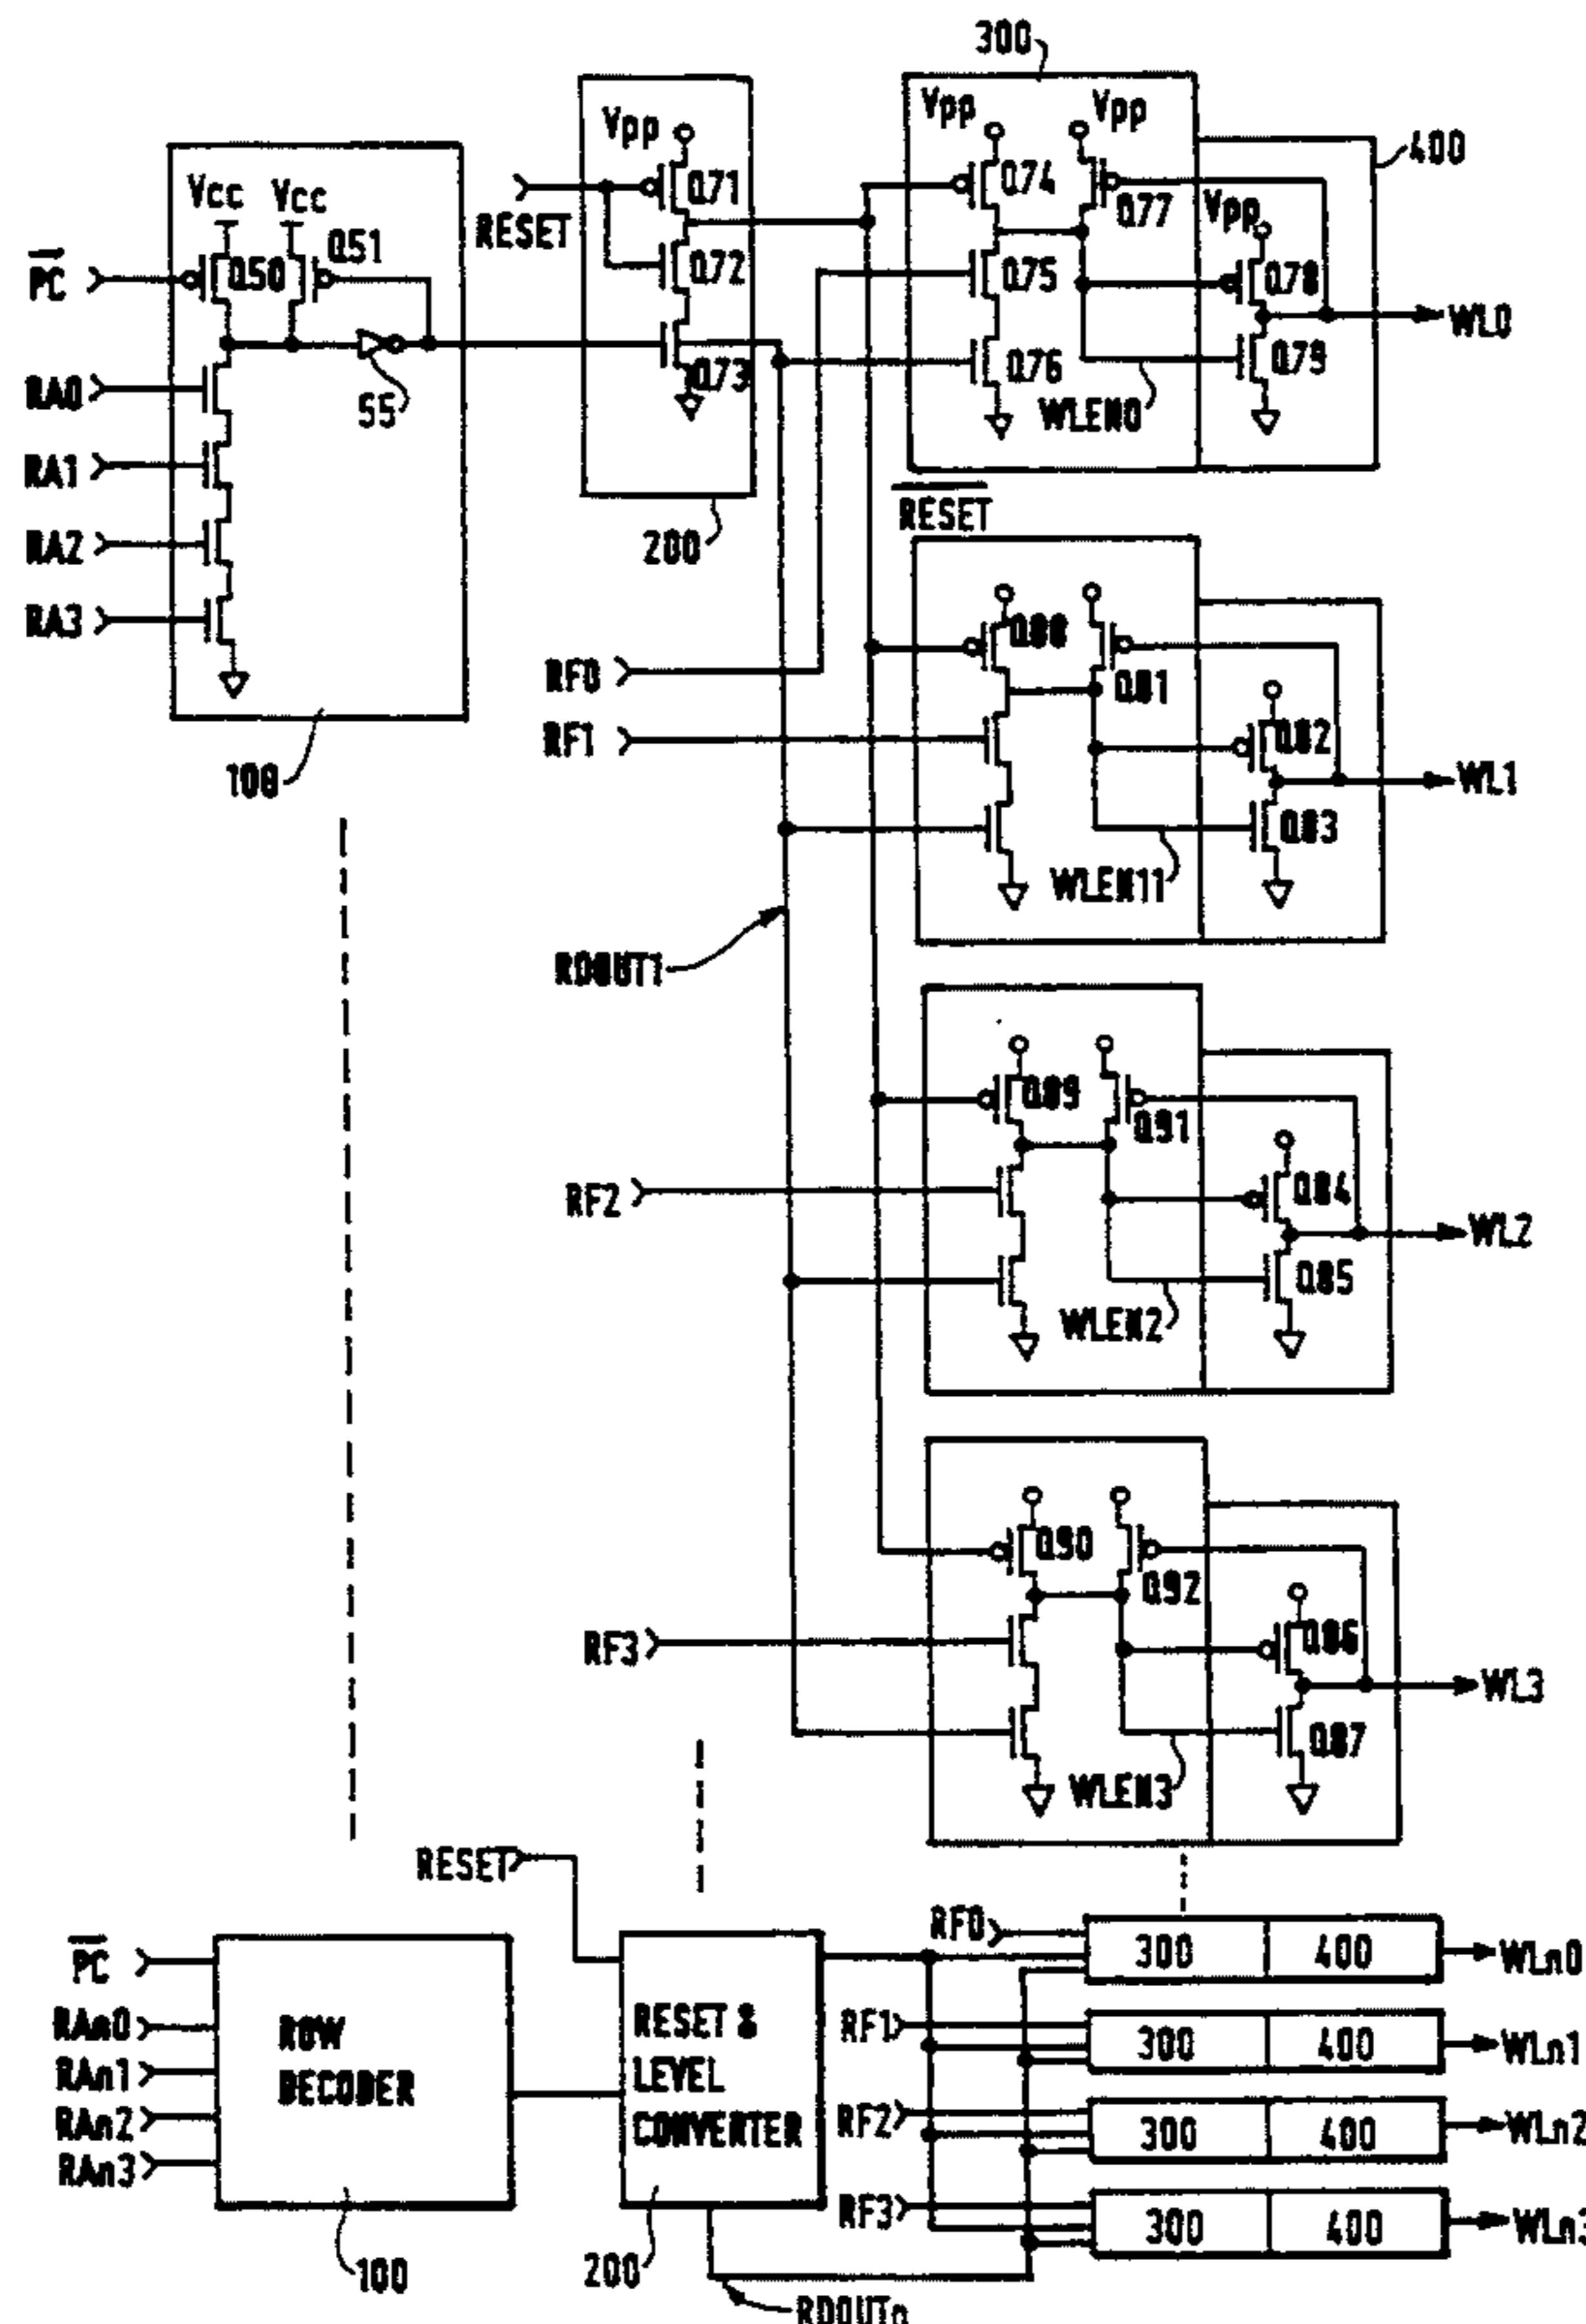 300
Vpp
Vpp
Vpp
400
Vcc
Vcc
Q51
Q71
Q74
Q77
Vpp
RESET
PC
Q50
Q72
Q75
Q78
WL0
55
Q73
Q76
Q79
RA0
WLEN0
RA1
RESET
200
RA2
RA3
Q88
RF0
Q81
Q82
RF1
WL1
100
Q83
WLEN11
RDOUT1
Q89
Q91
Q84
RF2
WL2
Q85
WLEN2
Q90
Q92
Q86
RF3
WL3
Q87
WLEN3
RESET
RF0
300
400
WLn0
PC
RAn0
ROW
DECODER
RESET &
LEVEL
CONVERTER
RF1
300
400
WLn1
RAn1
RAn2
RF2
300
400
WLn2
RAn3
RF3
300
400
WLn3
100
200
RDOUTn